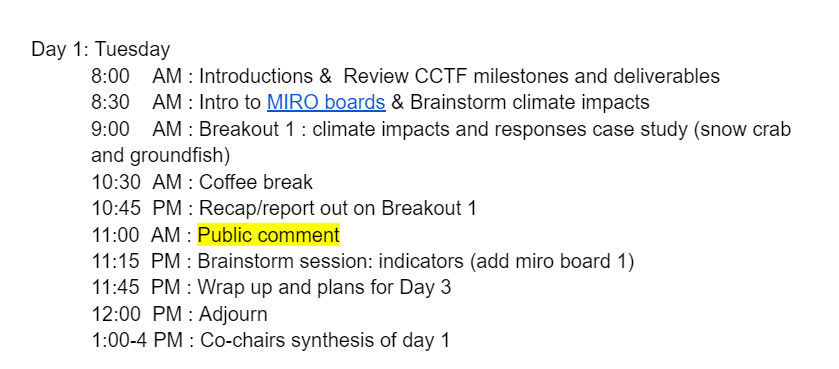 Day 1: Tuesday
8:00 AM : Introductions & Review CCTF milestones and deliverables
8:30 AM : Intro to MIRO boards & Brainstorm climate impacts
9:00 AM : Breakout 1 : climate impacts and responses case study (snow crab
and groundfish)
10:30 AM : Coffee break
10:45 PM : Recap/report out on Breakout 1
11:00 AM : Public comment
11:15 PM : Brainstorm session: indicators (add miro board 1)
11:45 PM : Wrap up and plans for Day 3
12:00 PM : Adjourn
1:00-4 PM : Co-chairs synthesis of day 1